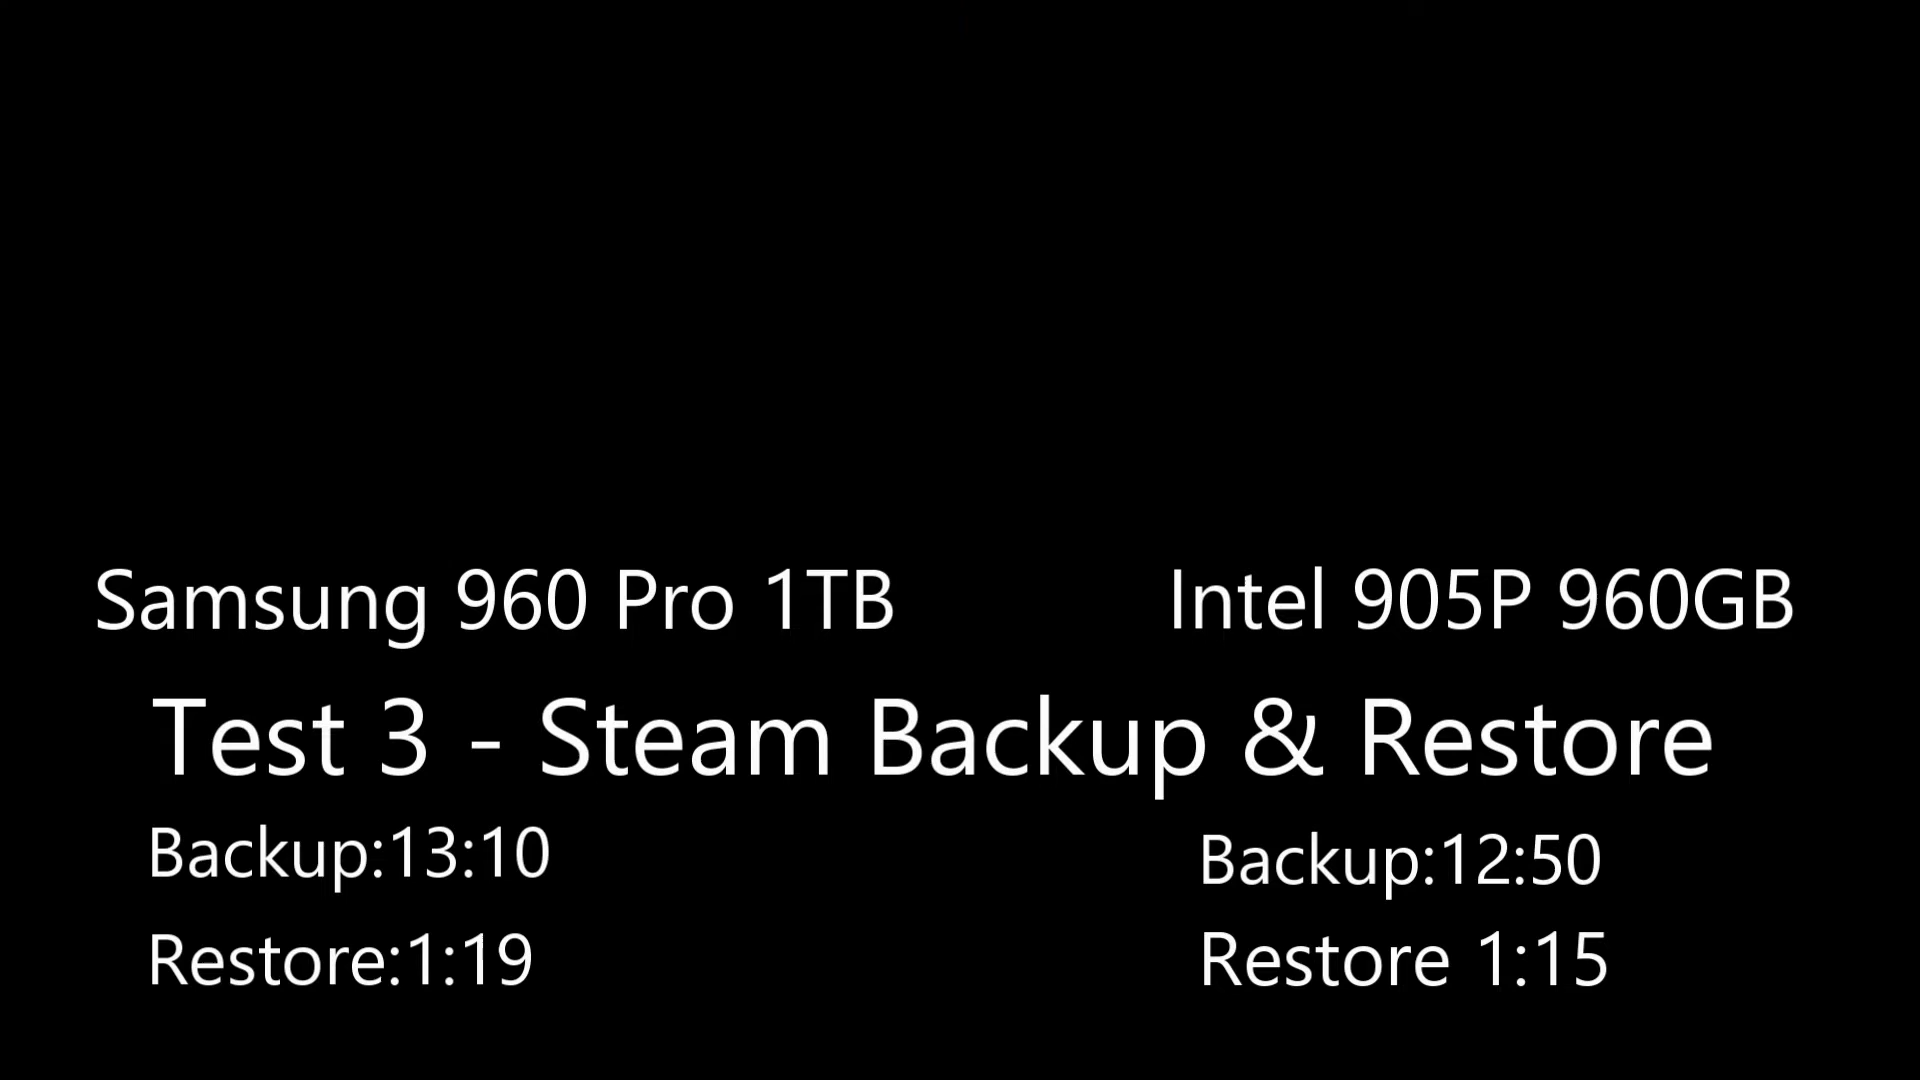 Samsung 960 Pro 1TB
Intel 905P 960GB
Test 3 - Steam Backup & Restore
Backup:13:10
Backup:12:50
Restore:1:19
Restore 1:15